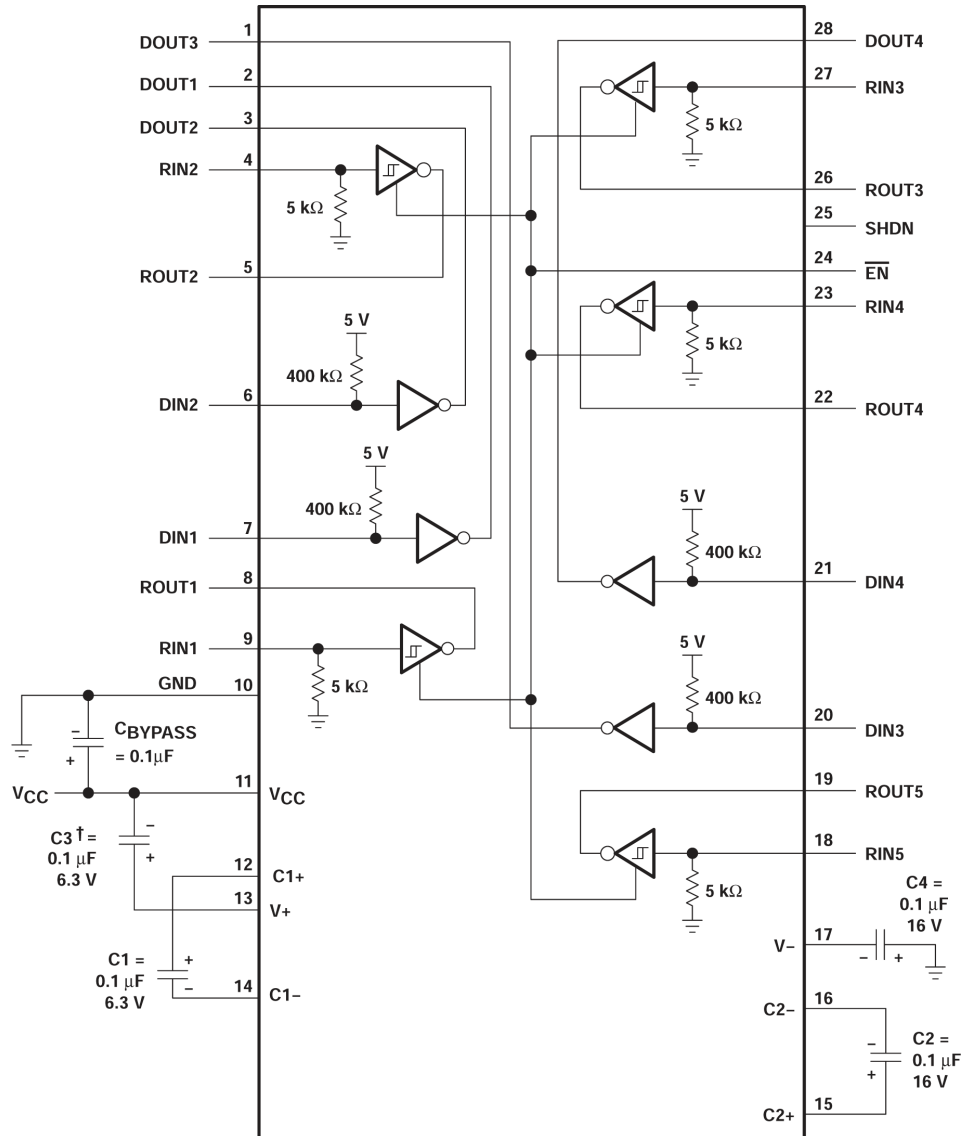 DOUT3 1
DOUT1 2
DOUT2 3
RIN2 4
5 kΩ
ROUT2 5
5 V
400 kΩ
DIN2 6
5 V
400 kΩ
DIN1 7
ROUT1 8
RIN1 9
5 kΩ
GND 10
CBYPASS
= 0.1μF
–
+
VCC 11 VCC
C3† =
0.1 μF
6.3 V
–
+
12 C1+
13 V+
C1 =
0.1 μF
6.3 V
+
–
14 C1–
28 DOUT4
27 RIN3
5 kΩ
26 ROUT3
25 SHDN
24 E̅N̅
23 RIN4
5 kΩ
22 ROUT4
5 V
400 kΩ
21 DIN4
5 V
400 kΩ
20 DIN3
19 ROUT5
18 RIN5
5 kΩ
C4 =
0.1 μF
16 V
V– 17
– +
C2– 16
–
+
C2 =
0.1 μF
16 V
C2+ 15